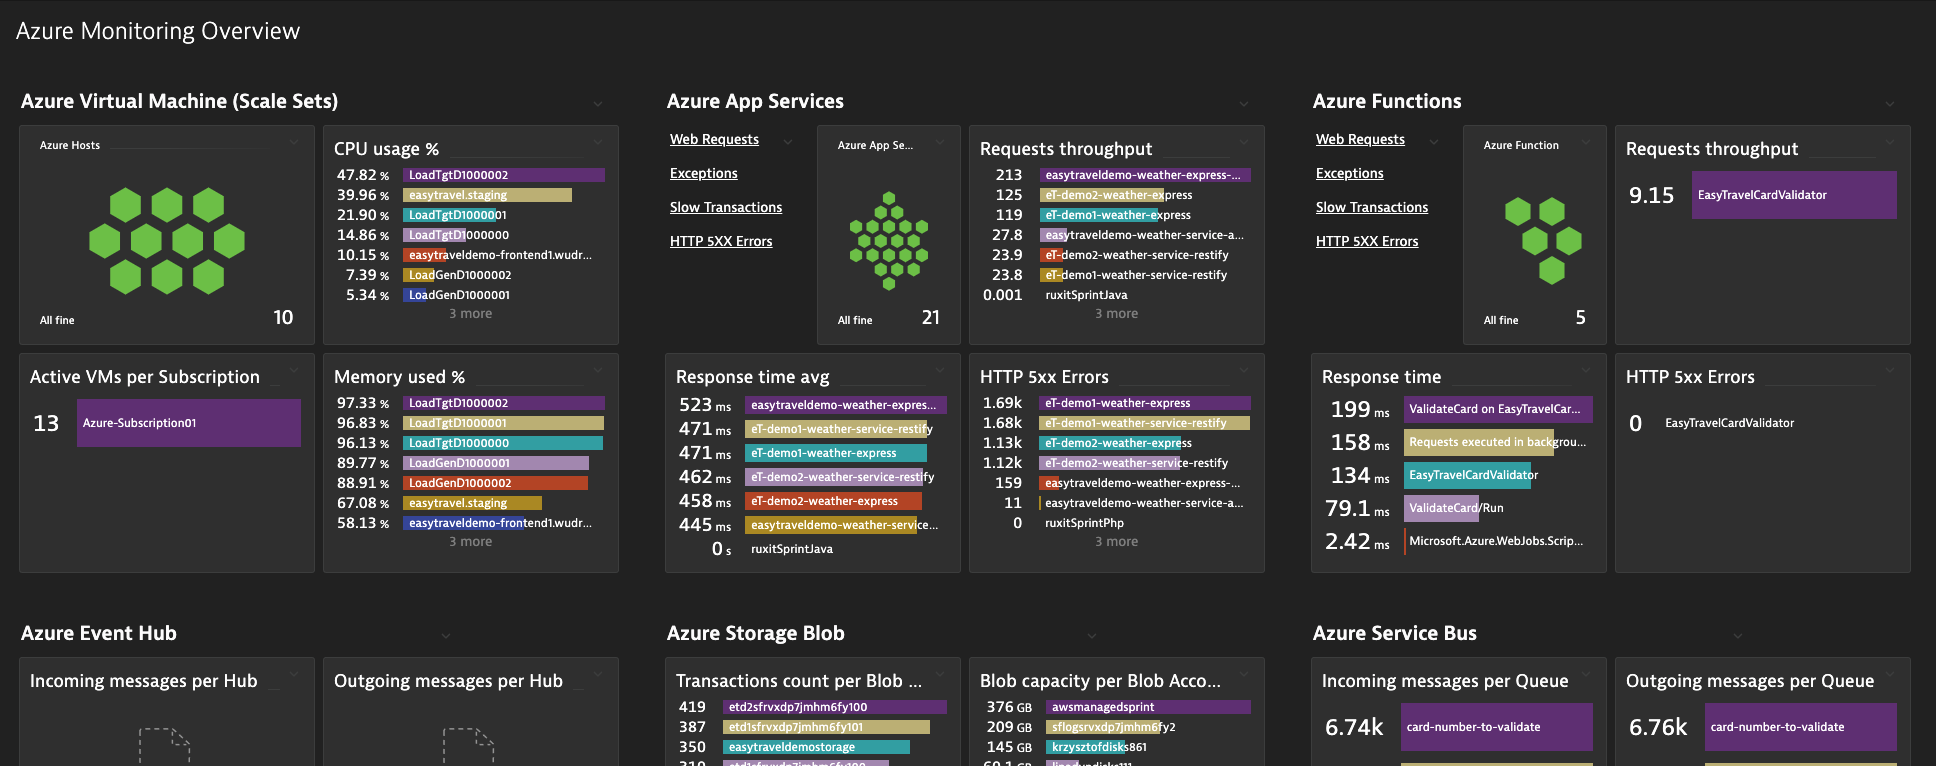 Azure Monitoring Overview
Azure Virtual Machine (Scale Sets)
Azure Hosts
All fine
10
CPU usage %
47.82 % LoadTgtD1000002
39.96 % easytravel.staging
21.90 % LoadTgtD1000001
14.86 % LoadTgtD1000000
10.15 % easytraveldemo-frontend1.wudr...
7.39 % LoadGenD1000002
5.34 % LoadGenD1000001
3 more
Active VMs per Subscription
13 Azure-Subscription01
Memory used %
97.33 % LoadTgtD1000002
96.83 % LoadTgtD1000001
96.13 % LoadTgtD1000000
89.77 % LoadGenD1000001
88.91 % LoadGenD1000002
67.08 % easytravel.staging
58.13 % easytraveldemo-frontend1.wudr...
3 more
Azure App Services
Web Requests
Exceptions
Slow Transactions
HTTP 5XX Errors
Azure App Se...
All fine
21
Requests throughput
213 easytraveldemo-weather-express-...
125 eT-demo2-weather-express
119 eT-demo1-weather-express
27.8 easytraveldemo-weather-service-a...
23.9 eT-demo2-weather-service-restify
23.8 eT-demo1-weather-service-restify
0.001 ruxitSprintJava
3 more
Response time avg
523 ms easytraveldemo-weather-expres...
471 ms eT-demo1-weather-service-restify
471 ms eT-demo1-weather-express
462 ms eT-demo2-weather-service-restify
458 ms eT-demo2-weather-express
445 ms easytraveldemo-weather-service...
0 s ruxitSprintJava
HTTP 5xx Errors
1.69k eT-demo1-weather-express
1.68k eT-demo1-weather-service-restify
1.13k eT-demo2-weather-express
1.12k eT-demo2-weather-service-restify
159 easytraveldemo-weather-express-...
11 easytraveldemo-weather-service-a...
0 ruxitSprintPhp
3 more
Azure Functions
Web Requests
Exceptions
Slow Transactions
HTTP 5XX Errors
Azure Function
All fine
5
Requests throughput
9.15 EasyTravelCardValidator
Response time
199 ms ValidateCard on EasyTravelCar...
158 ms Requests executed in backgrou...
134 ms EasyTravelCardValidator
79.1 ms ValidateCard/Run
2.42 ms Microsoft.Azure.WebJobs.Scrip...
HTTP 5xx Errors
0 EasyTravelCardValidator
Azure Event Hub
Incoming messages per Hub
Outgoing messages per Hub
Azure Storage Blob
Transactions count per Blob ...
419 etd2sfrvxdp7jmhm6fy100
387 etd1sfrvxdp7jmhm6fy101
350 easytraveldemostorage
Blob capacity per Blob Acco...
376 GB awsmanagedsprint
209 GB sflogsrvxdp7jmhm6fy2
145 GB krzysztofdisks861
Azure Service Bus
Incoming messages per Queue
6.74k card-number-to-validate
Outgoing messages per Queue
6.76k card-number-to-validate